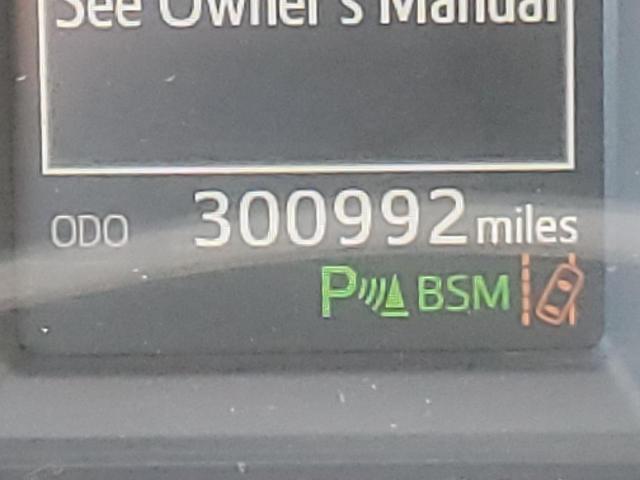 See Owner's Manual
ODO 300992 miles
P BSM